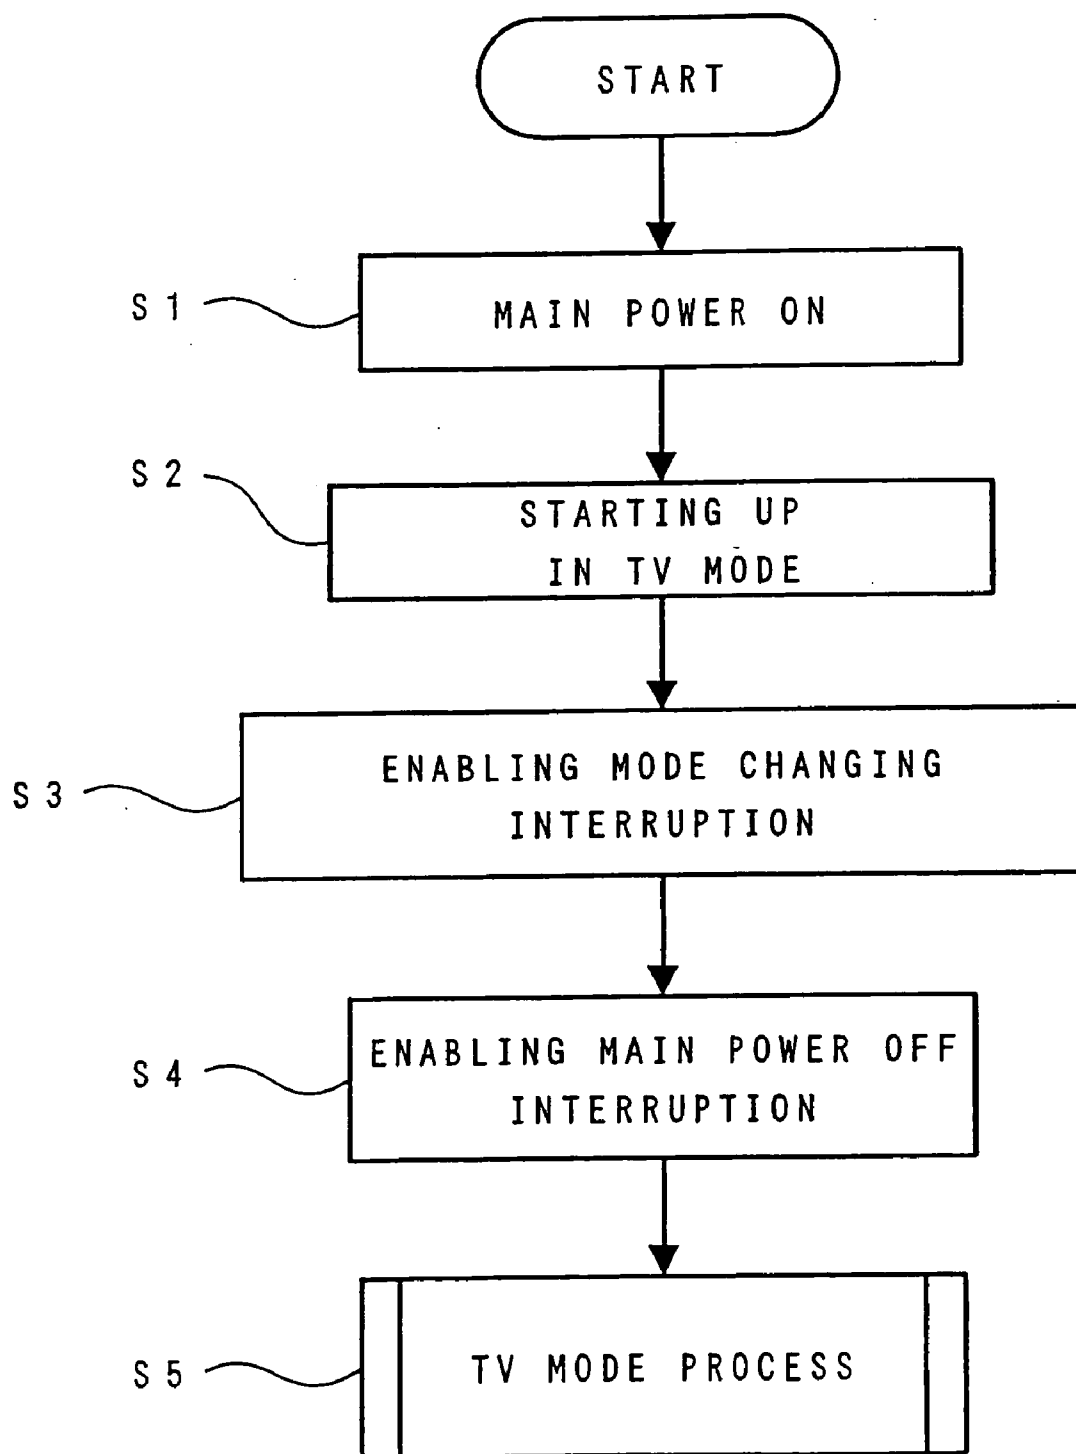 START
S1
MAIN POWER ON
S2
STARTING UP
IN TV MODE
S3
ENABLING MODE CHANGING
INTERRUPTION
S4
ENABLING MAIN POWER OFF
INTERRUPTION
S5
TV MODE PROCESS